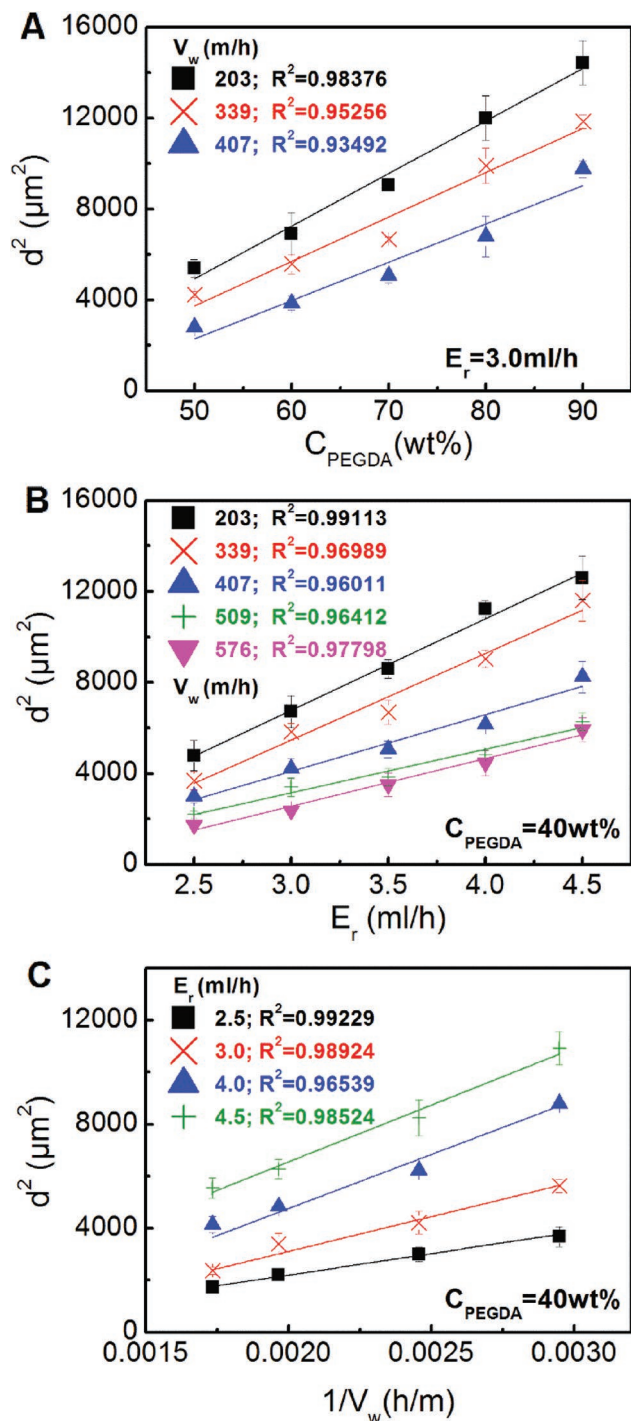 A
V_w
(m/h)
203; R²=0.98376
339; R²=0.95256
407; R²=0.93492
E_r=3.0ml/h
16000
12000
8000
4000
0
d² (µm²)
50 60 70 80 90
C_PEGDA(wt%)
B
203; R²=0.99113
339; R²=0.96989
407; R²=0.96011
509; R²=0.96412
576; R²=0.97798
V_w (m/h)
C_PEGDA=40wt%
16000
12000
8000
4000
0
d² (µm²)
2.5 3.0 3.5 4.0 4.5
E_r (ml/h)
C
E_r(ml/h)
2.5; R²=0.99229
3.0; R²=0.98924
4.0; R²=0.96539
4.5; R²=0.98524
C_PEGDA=40wt%
12000
8000
4000
0
d² (µm²)
0.0015 0.0020 0.0025 0.0030
1/V_w(h/m)